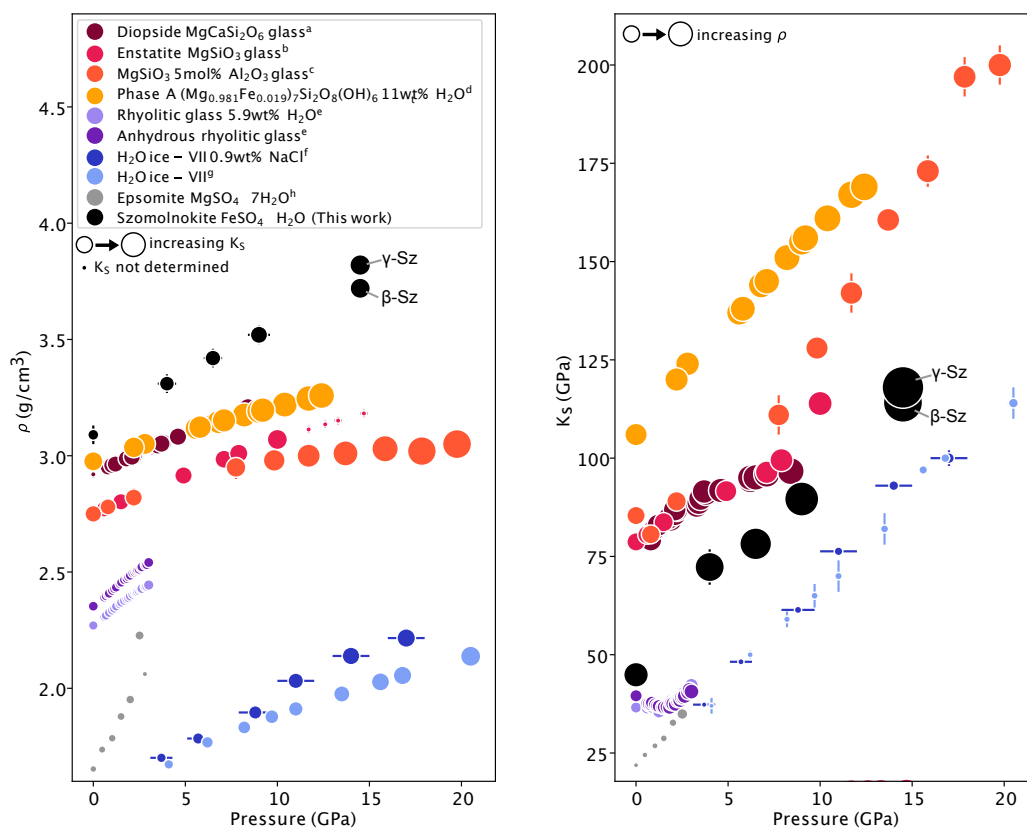 Diopside MgCaSi₂O₆ glassᵃ
Enstatite MgSiO₃ glassᵇ
MgSiO₃ 5mol% Al₂O₃ glassᶜ
Phase A (Mg₀.₉₈₁Fe₀.₀₁₉)₇Si₂O₈(OH)₆ 11wt% H₂Oᵈ
Rhyolitic glass 5.9wt% H₂Oᵉ
Anhydrous rhyolitic glassᵉ
H₂O ice − VII 0.9wt% NaClᶠ
H₂O ice − VIIᵍ
Epsomite MgSO₄ 7H₂Oʰ
Szomolnokite FeSO₄ H₂O (This work)
increasing Kₛ
Kₛ not determined
γ-Sz
β-Sz
4.5
4.0
3.5
3.0
2.5
2.0
ρ (g/cm³)
0 5 10 15 20
Pressure (GPa)
increasing ρ
γ-Sz
β-Sz
200
175
150
124
100
75
50
25
Kₛ (GPa)
0 5 10 15 20
Pressure (GPa)